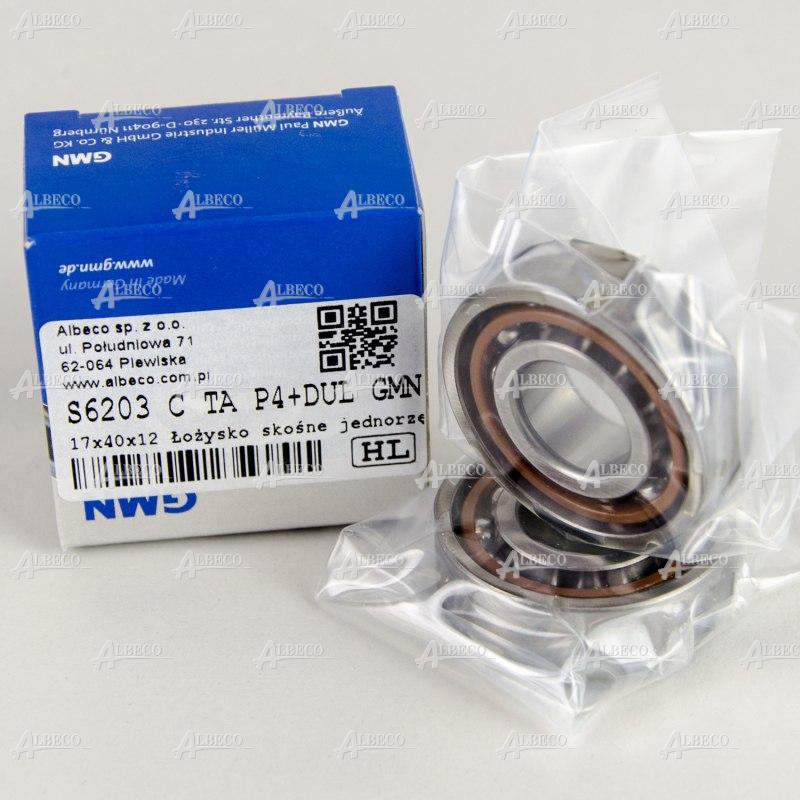 GMN Paul Müller Industrie GmbH & Co. KG
Äußere Bayreuther Str. 230 · D-90411 Nürnberg
GMN
www.gmn.de
Made in Germany
Albeco sp. z o.o.
ul. Południowa 71
62-064 Plewiska
www.albeco.com.pl
S6203 C TA P4+DUL GMN
17x40x12 Łożysko skośne jednorzę
HL
GMN
ALBECO